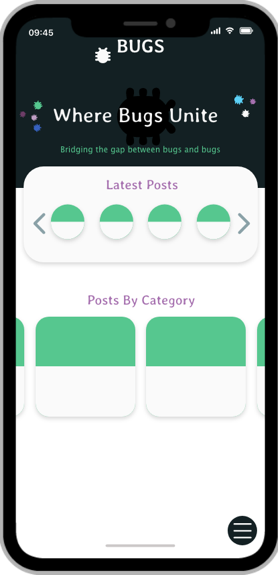 09:45
BUGS
Where Bugs Unite
Bridging the gap between bugs and bugs
Latest Posts
Posts By Category